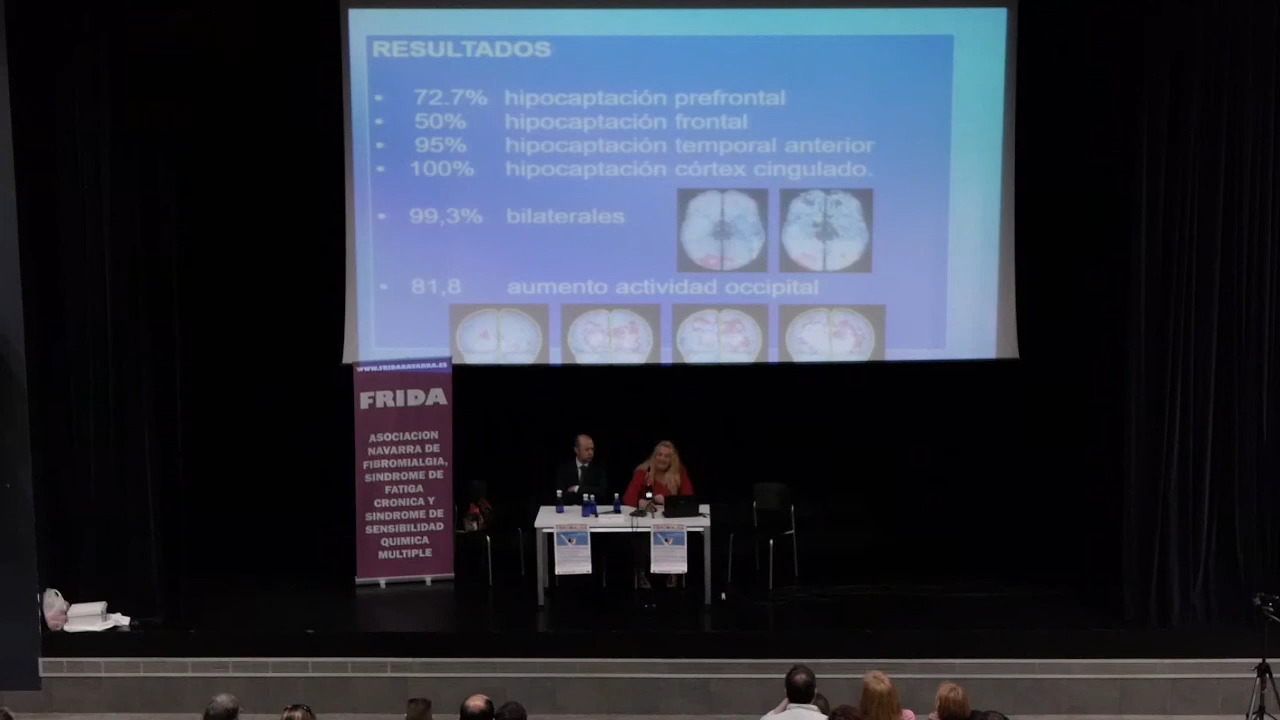 RESULTADOS
• 72.7% hipocaptación prefrontal
• 50% hipocaptación frontal
• 95% hipocaptación temporal anterior
• 100% hipocaptación córtex cingulado.
• 99,3% bilaterales
• 81,8 aumento actividad occipital
WWW.FRIDANAVARRA.ES
FRIDA
ASOCIACION
NAVARRA DE
FIBROMIALGIA,
SINDROME DE
FATIGA
CRONICA Y
SINDROME DE
SENSIBILIDAD
QUIMICA
MULTIPLE
FIBROMIALGIA
FIBROMIALGIA